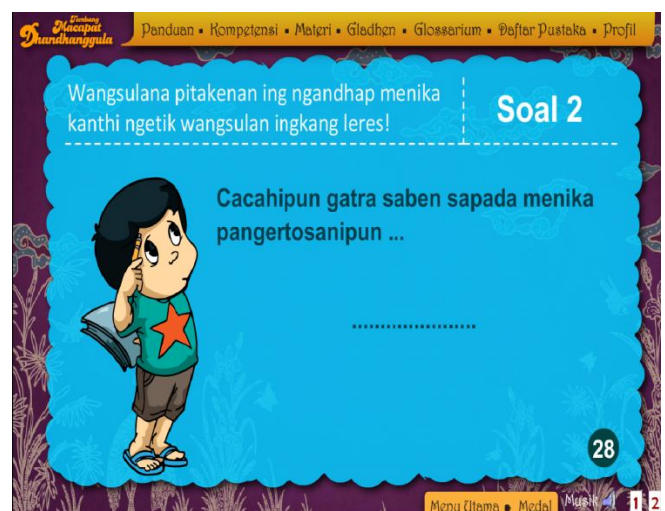 Tembang
Macapat
Dhandhanggula
Panduan ▪ Kompetensi ▪ Materi ▪ Gladhen ▪ Glossarium ▪ Daftar Pustaka ▪ Profil
Wangsulana pitakenan ing ngandhap menika
kanthi ngetik wangsulan ingkang leres!
Soal 2
Cacahipun gatra saben sapada menika
pangertosanipun ...
......................
28
Menu Utama ● Medal Musik 1 2